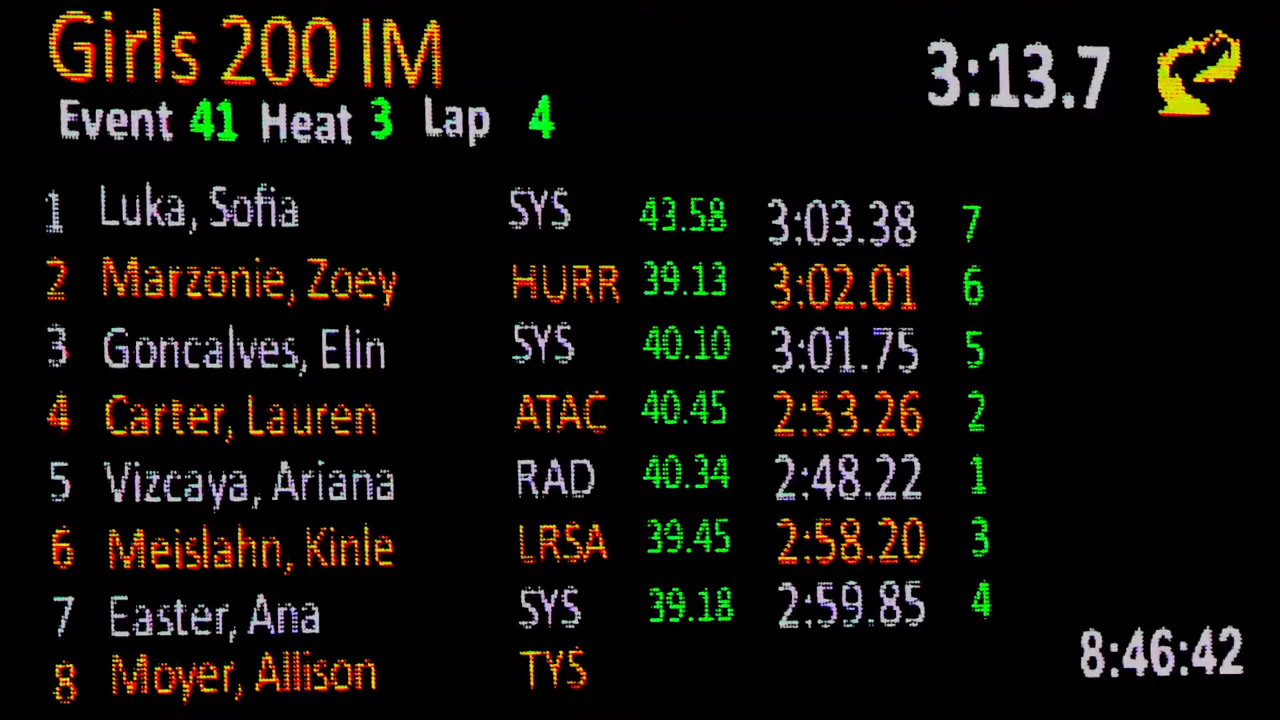 Girls 200 IM
3:13.7
Event 41 Heat 3 Lap 4
1 Luka, Sofia SYS 43.58 3:03.38 7
2 Marzonie, Zoey HURR 39.13 3:02.01 6
3 Goncalves, Elin SYS 40.10 3:01.75 5
4 Carter, Lauren ATAC 40.45 2:53.26 2
5 Vizcaya, Ariana RAD 40.34 2:48.22 1
6 Meislahn, Kinle LRSA 39.45 2:58.20 3
7 Easter, Ana SYS 39.18 2:59.85 4
8 Moyer, Allison TYS
8:46:42